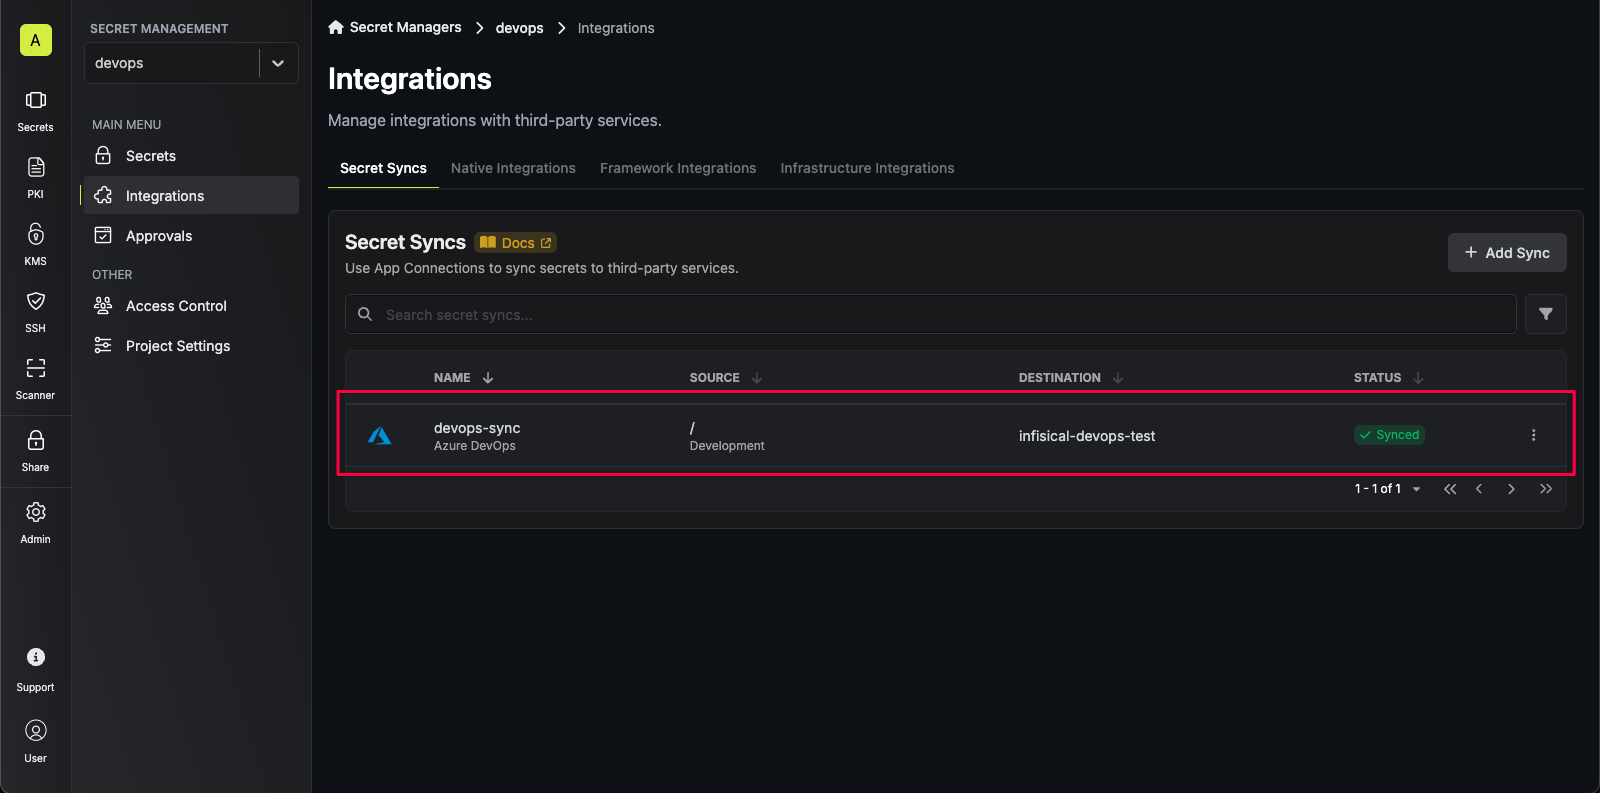 A
Secrets
PKI
KMS
SSH
Scanner
Share
Admin
Support
User
SECRET MANAGEMENT
devops
MAIN MENU
Secrets
Integrations
Approvals
OTHER
Access Control
Project Settings
Secret Managers > devops > Integrations
Integrations
Manage integrations with third-party services.
Secret Syncs Native Integrations Framework Integrations Infrastructure Integrations
Secret Syncs Docs
Use App Connections to sync secrets to third-party services.
+ Add Sync
Search secret syncs...
NAME SOURCE DESTINATION STATUS
devops-sync / infisical-devops-test Synced
Azure DevOps Development
1 - 1 of 1